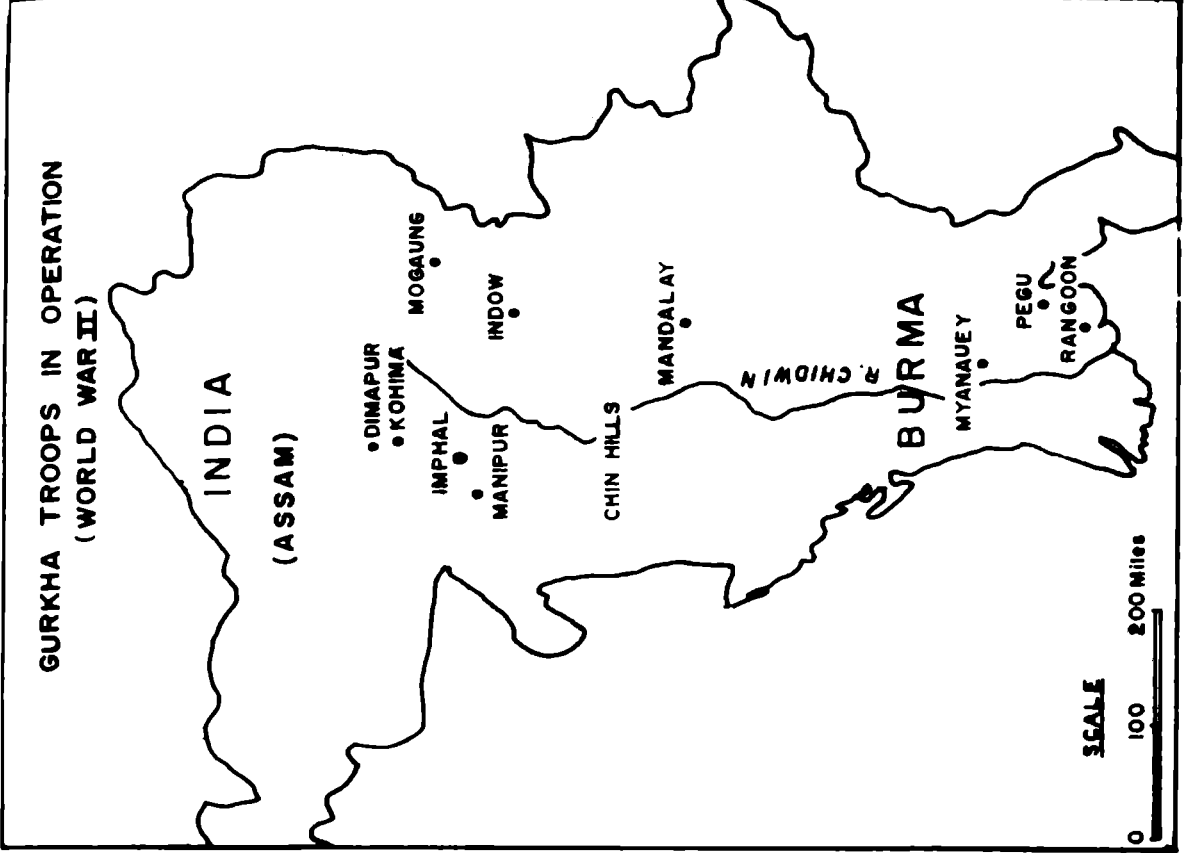 GURKHA TROOPS IN OPERATION
(WORLD WAR II)
INDIA
(ASSAM)
DIMAPUR
KOHIMA
MOGAUNG
IMPHAL
MANIPUR
INDOW
CHIN HILLS
MANDALAY
R. CHIDWIN
BURMA
MYANAUEY
PEGU
RANGOON
SCALE
0 100 200 Miles